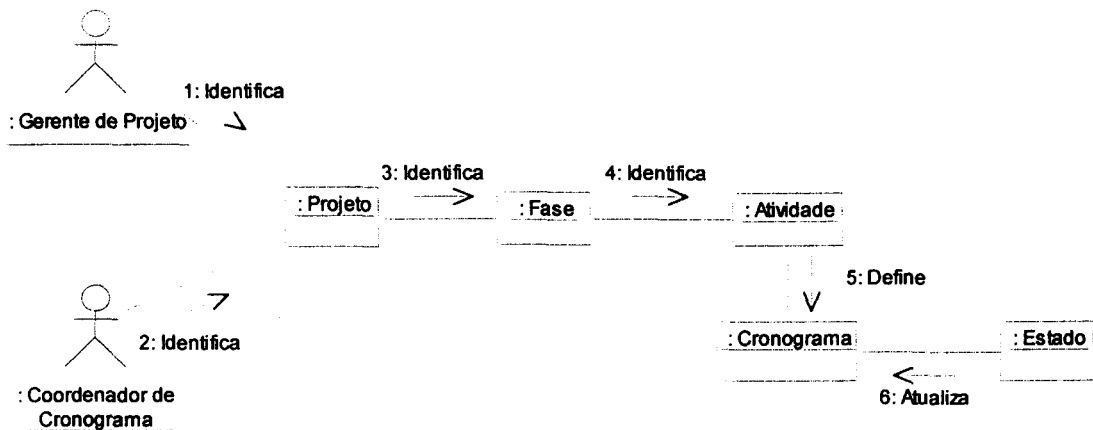 1: Identifica
: Gerente de Projeto
3: Identifica
4: Identifica
: Projeto
: Fase
: Atividade
5: Define
2: Identifica
: Cronograma
: Estado
6: Atualiza
: Coordenador de
Cronograma